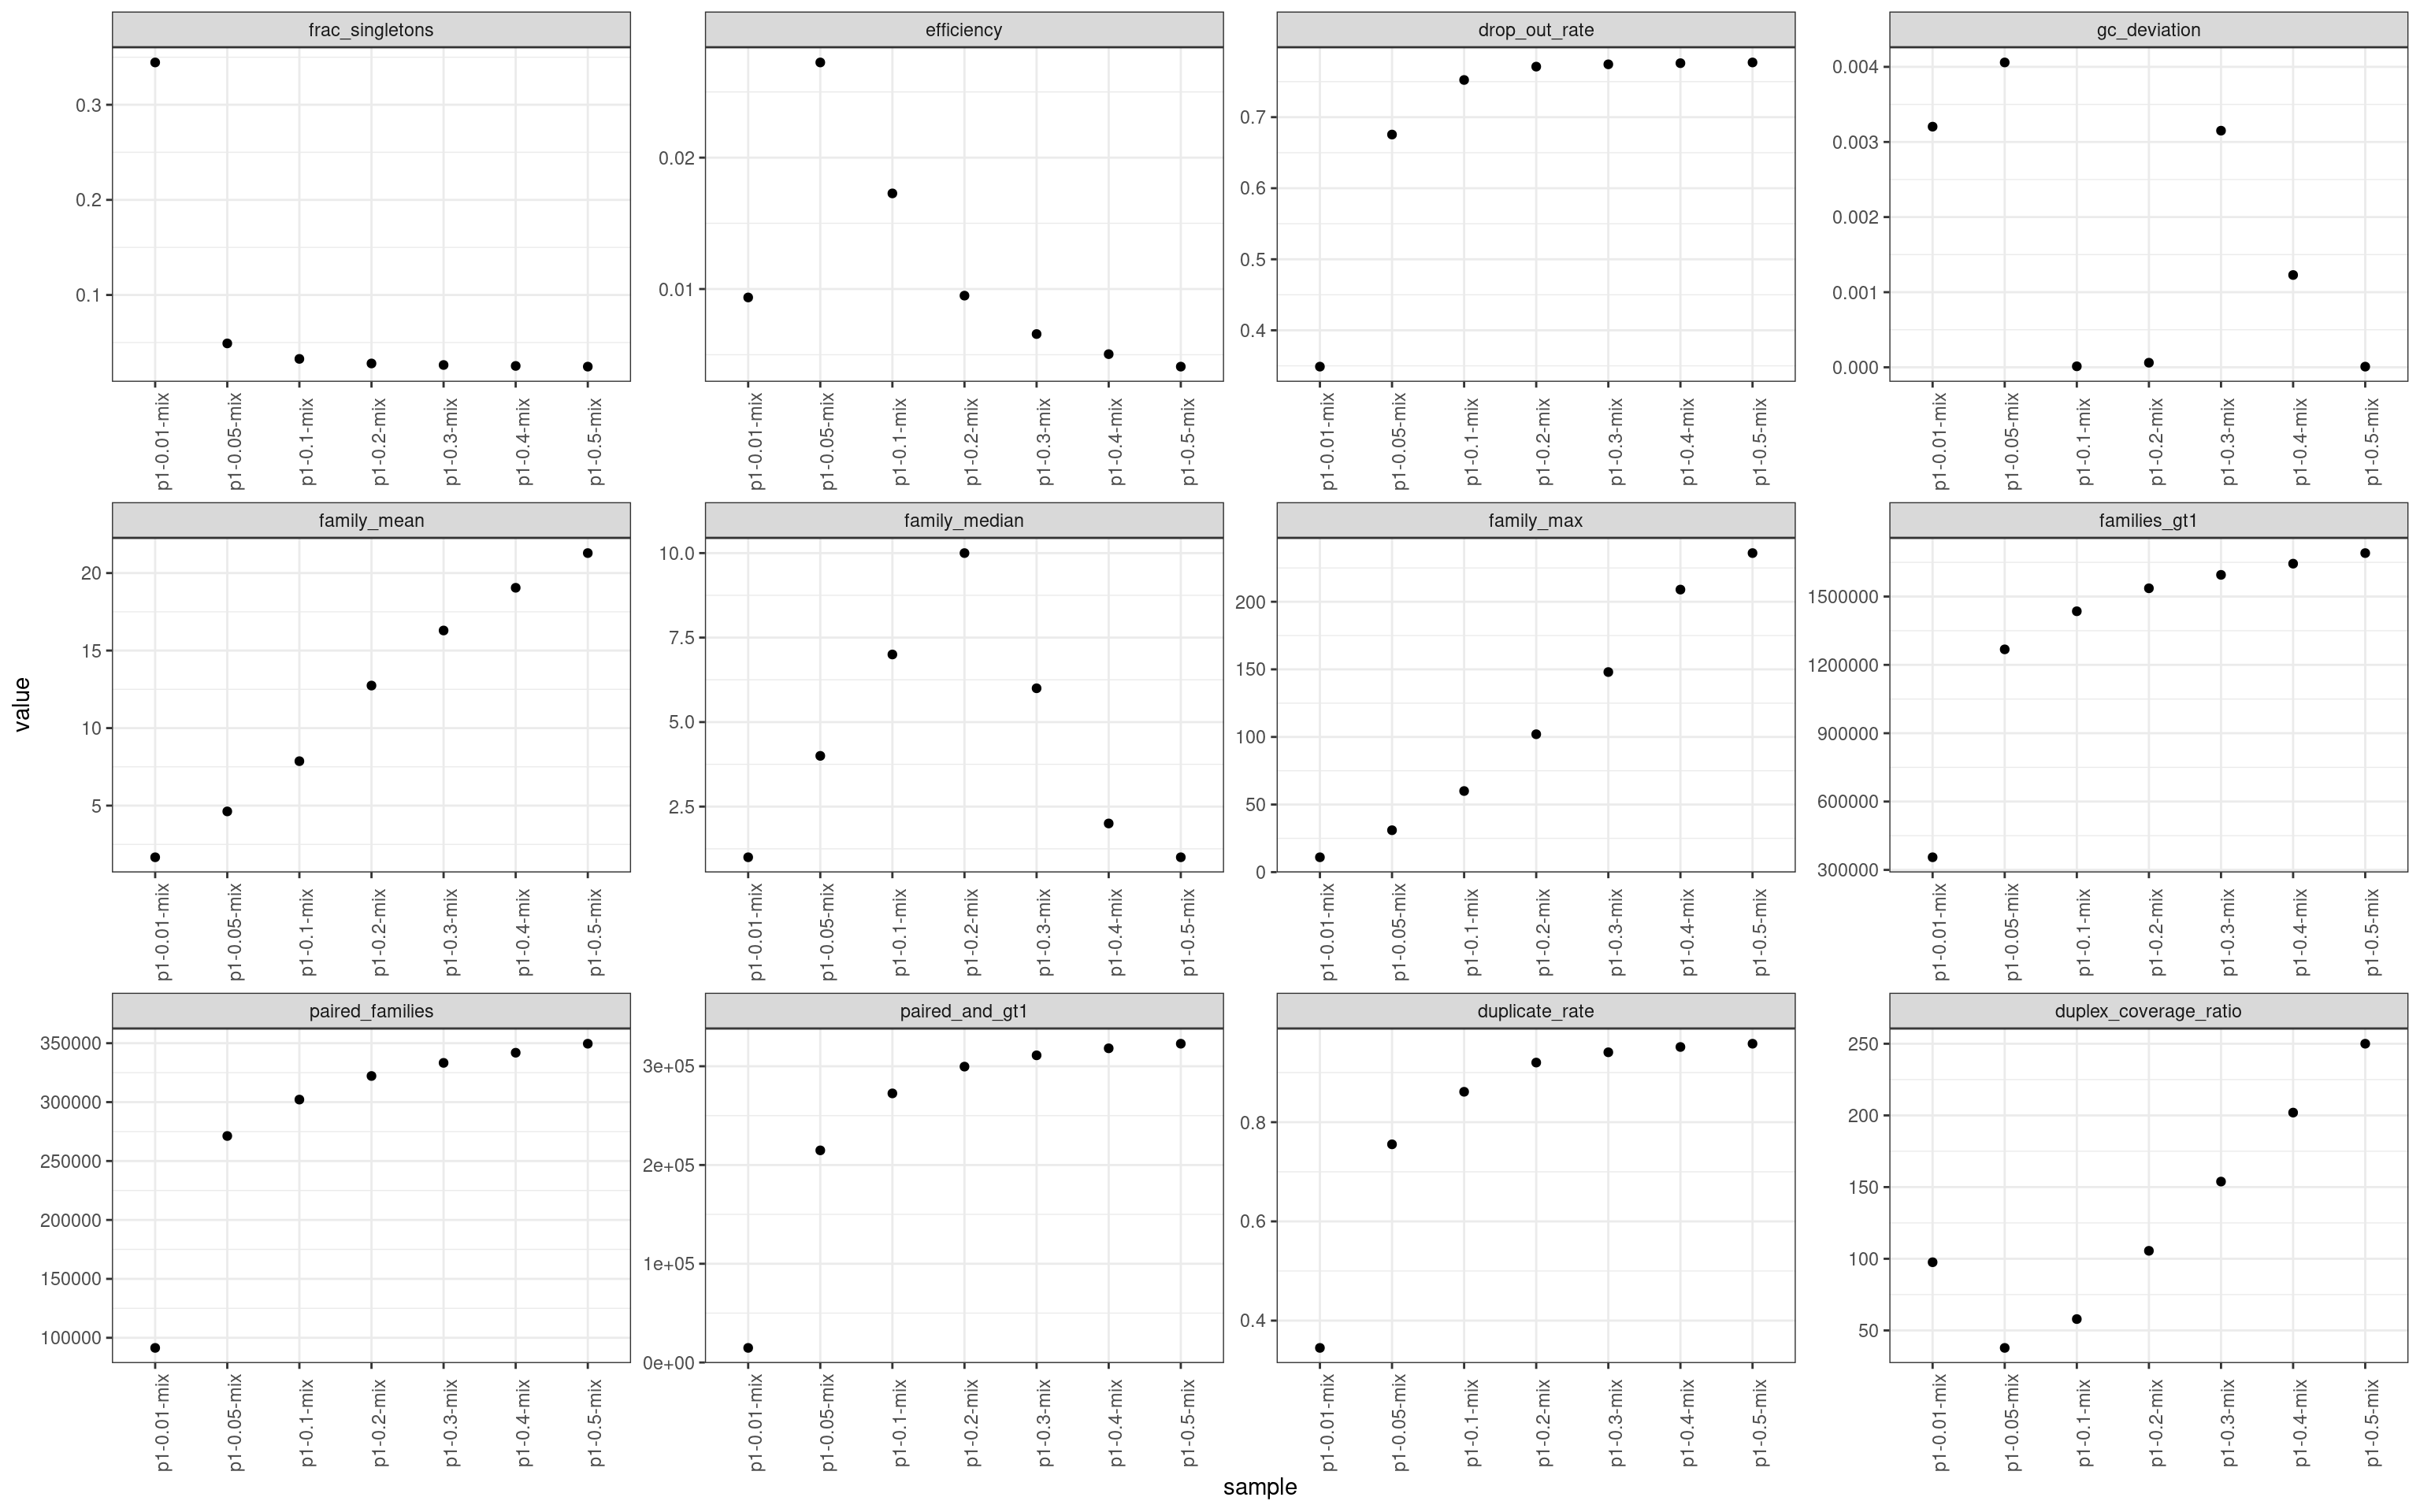 frac_singletons
efficiency
drop_out_rate
gc_deviation
0.3
0.2
0.1
0.02
0.01
0.7
0.6
0.5
0.4
0.004
0.003
0.002
0.001
0.000
p1-0.01-mix
p1-0.05-mix
p1-0.1-mix
p1-0.2-mix
p1-0.3-mix
p1-0.4-mix
p1-0.5-mix
p1-0.01-mix
p1-0.05-mix
p1-0.1-mix
p1-0.2-mix
p1-0.3-mix
p1-0.4-mix
p1-0.5-mix
p1-0.01-mix
p1-0.05-mix
p1-0.1-mix
p1-0.2-mix
p1-0.3-mix
p1-0.4-mix
p1-0.5-mix
p1-0.01-mix
p1-0.05-mix
p1-0.1-mix
p1-0.2-mix
p1-0.3-mix
p1-0.4-mix
p1-0.5-mix
family_mean
family_median
family_max
families_gt1
value
20
15
10
5
10.0
7.5
5.0
2.5
200
150
100
50
0
1500000
1200000
900000
600000
300000
p1-0.01-mix
p1-0.05-mix
p1-0.1-mix
p1-0.2-mix
p1-0.3-mix
p1-0.4-mix
p1-0.5-mix
p1-0.01-mix
p1-0.05-mix
p1-0.1-mix
p1-0.2-mix
p1-0.3-mix
p1-0.4-mix
p1-0.5-mix
p1-0.01-mix
p1-0.05-mix
p1-0.1-mix
p1-0.2-mix
p1-0.3-mix
p1-0.4-mix
p1-0.5-mix
p1-0.01-mix
p1-0.05-mix
p1-0.1-mix
p1-0.2-mix
p1-0.3-mix
p1-0.4-mix
p1-0.5-mix
paired_families
paired_and_gt1
duplicate_rate
duplex_coverage_ratio
350000
300000
250000
200000
150000
100000
3e+05
2e+05
1e+05
0e+00
0.8
0.6
0.4
250
200
150
100
50
p1-0.01-mix
p1-0.05-mix
p1-0.1-mix
p1-0.2-mix
p1-0.3-mix
p1-0.4-mix
p1-0.5-mix
p1-0.01-mix
p1-0.05-mix
p1-0.1-mix
p1-0.2-mix
p1-0.3-mix
p1-0.4-mix
p1-0.5-mix
p1-0.01-mix
p1-0.05-mix
p1-0.1-mix
p1-0.2-mix
p1-0.3-mix
p1-0.4-mix
p1-0.5-mix
p1-0.01-mix
p1-0.05-mix
p1-0.1-mix
p1-0.2-mix
p1-0.3-mix
p1-0.4-mix
p1-0.5-mix
sample